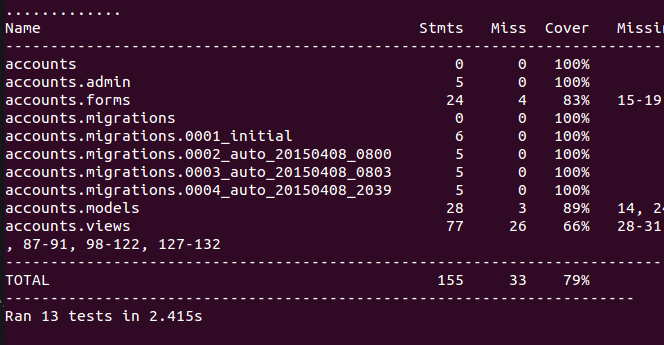 .............
Name Stmts Miss Cover Missin
--------------------------------------------------------------------------
accounts 0 0 100%
accounts.admin 5 0 100%
accounts.forms 24 4 83% 15-19
accounts.migrations 0 0 100%
accounts.migrations.0001_initial 6 0 100%
accounts.migrations.0002_auto_20150408_0800 5 0 100%
accounts.migrations.0003_auto_20150408_0803 5 0 100%
accounts.migrations.0004_auto_20150408_2039 5 0 100%
accounts.models 28 3 89% 14, 24
accounts.views 77 26 66% 28-31
, 87-91, 98-122, 127-132
--------------------------------------------------------------------------
TOTAL 155 33 79%
----------------------------------------------------------------------
Ran 13 tests in 2.415s